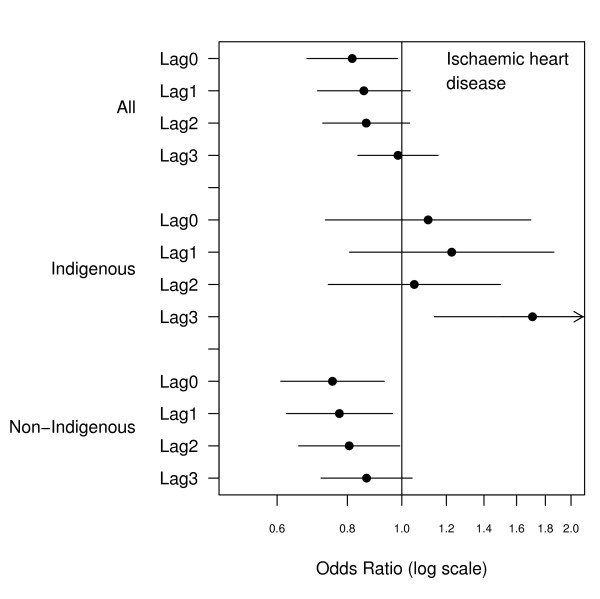 Ischaemic heart
disease
All
Lag0
Lag1
Lag2
Lag3
Indigenous
Lag0
Lag1
Lag2
Lag3
Non−Indigenous
Lag0
Lag1
Lag2
Lag3
0.6 0.8 1.0 1.2 1.4 1.6 1.8 2.0
Odds Ratio (log scale)